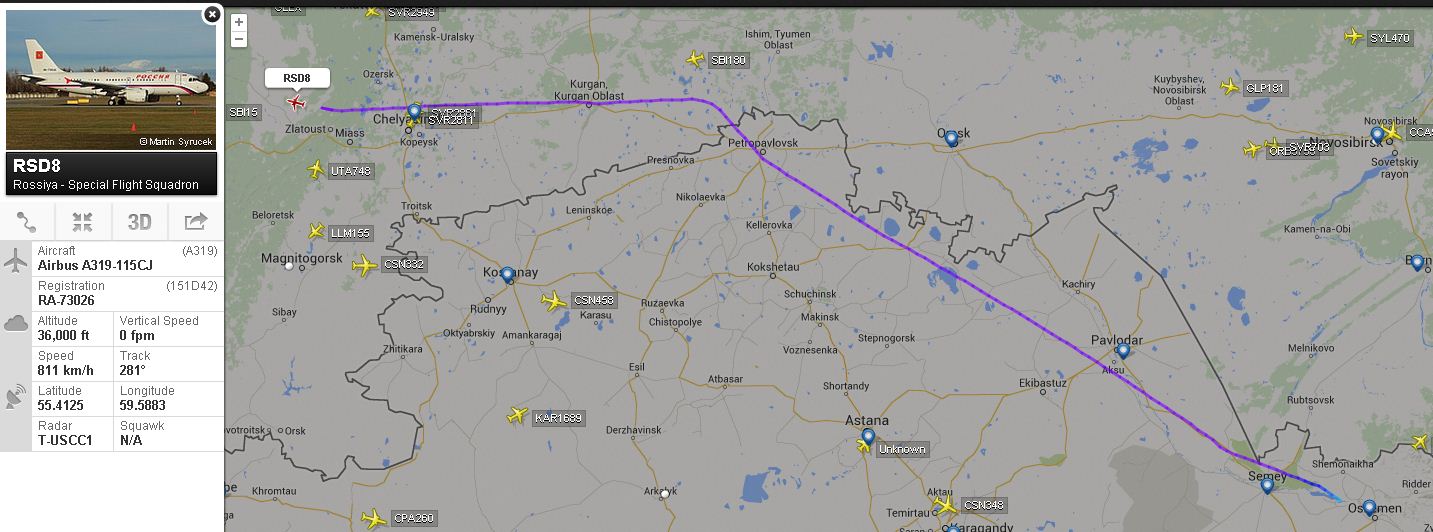 РОССИЯ
© Martin Syrucek
RSD8
Rossiya - Special Flight Squadron
3D
Aircraft (A319)
Airbus A319-115CJ
Registration (151D42)
RA-73026
Altitude Vertical Speed
36,000 ft 0 fpm
Speed Track
811 km/h 281°
Latitude Longitude
55.4125 59.5883
Radar Squawk
T-USCC1 N/A
+
−
SVR2949
Kamensk-Uralsky
Ishim, Tyumen
Oblast
SYL470
SBI180
RSD8
Ozersk
Kurgan,
Kurgan Oblast
Kuybyshev,
Novosibirsk
Oblast
GLP181
SBI15
SVR2811
Zlatoust
Miass
Kopeysk
Petropavlovsk
Novosibirsk
SVR703
Sovetskiy
rayon
UTA748
Presnovka
Troitsk
Leninskoe
Nikolaevka
Beloretsk
LLM155
Kellerovka
Kamen-na-Obi
Magnitogorsk
CSN332
Kokshetau
Kachiry
Sibay
Rudnyy
CSN453
Karasu
Ruzaevka
Schuchinsk
Oktyabrskiy
Amankaragaj
Chistopolye
Makinsk
Zhitikara
Voznesenka
Stepnogorsk
Pavlodar
Melnikovo
Esil
Aksu
Atbasar
Shortandy
Ekibastuz
Rubtsovsk
KAR1689
Astana
Orsk
Derzhavinsk
Unknown
Shemonaikha
Semey
Ridder
Khromtau
Arkalyk
Aktau
CSN348
Temirtau
CPA260
Karagandy